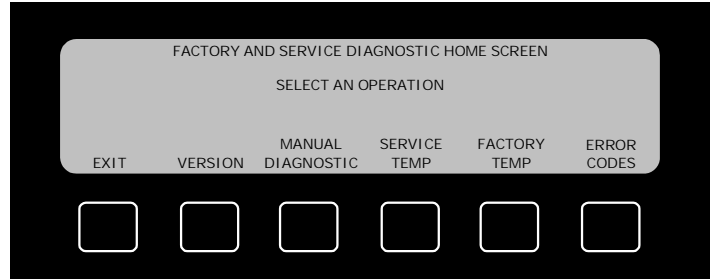 FACTORY AND SERVICE DIAGNOSTIC HOME SCREEN
SELECT AN OPERATION
EXIT
VERSION
MANUAL
DIAGNOSTIC
SERVICE
TEMP
FACTORY
TEMP
ERROR
CODES